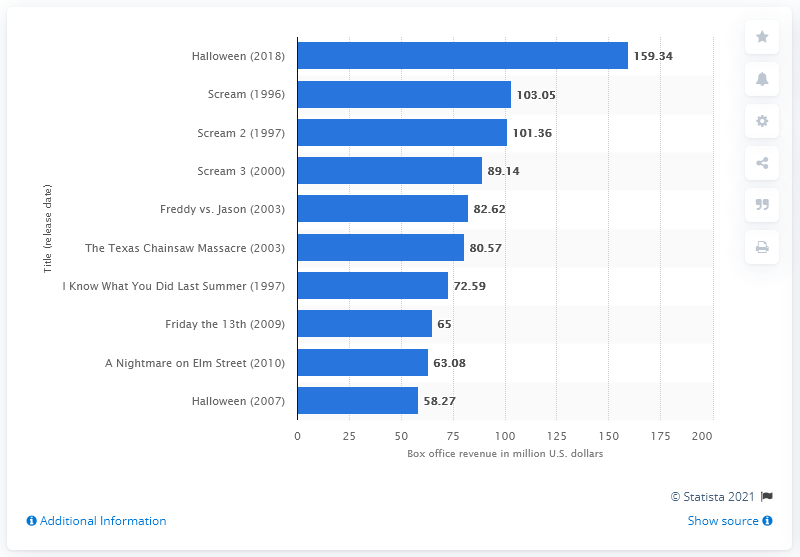 Halloween (2018) 159.34
Scream (1996) 103.05
Scream 2 (1997) 101.36
Scream 3 (2000) 89.14
Freddy vs. Jason (2003) 82.62
The Texas Chainsaw Massacre (2003) 80.57
I Know What You Did Last Summer (1997) 72.59
Friday the 13th (2009) 65
A Nightmare on Elm Street (2010) 63.08
Halloween (2007) 58.27
Title (release date)
0 25 50 75 100 125 150 175 200
Box office revenue in million U.S. dollars
© Statista 2021
Additional Information
Show source